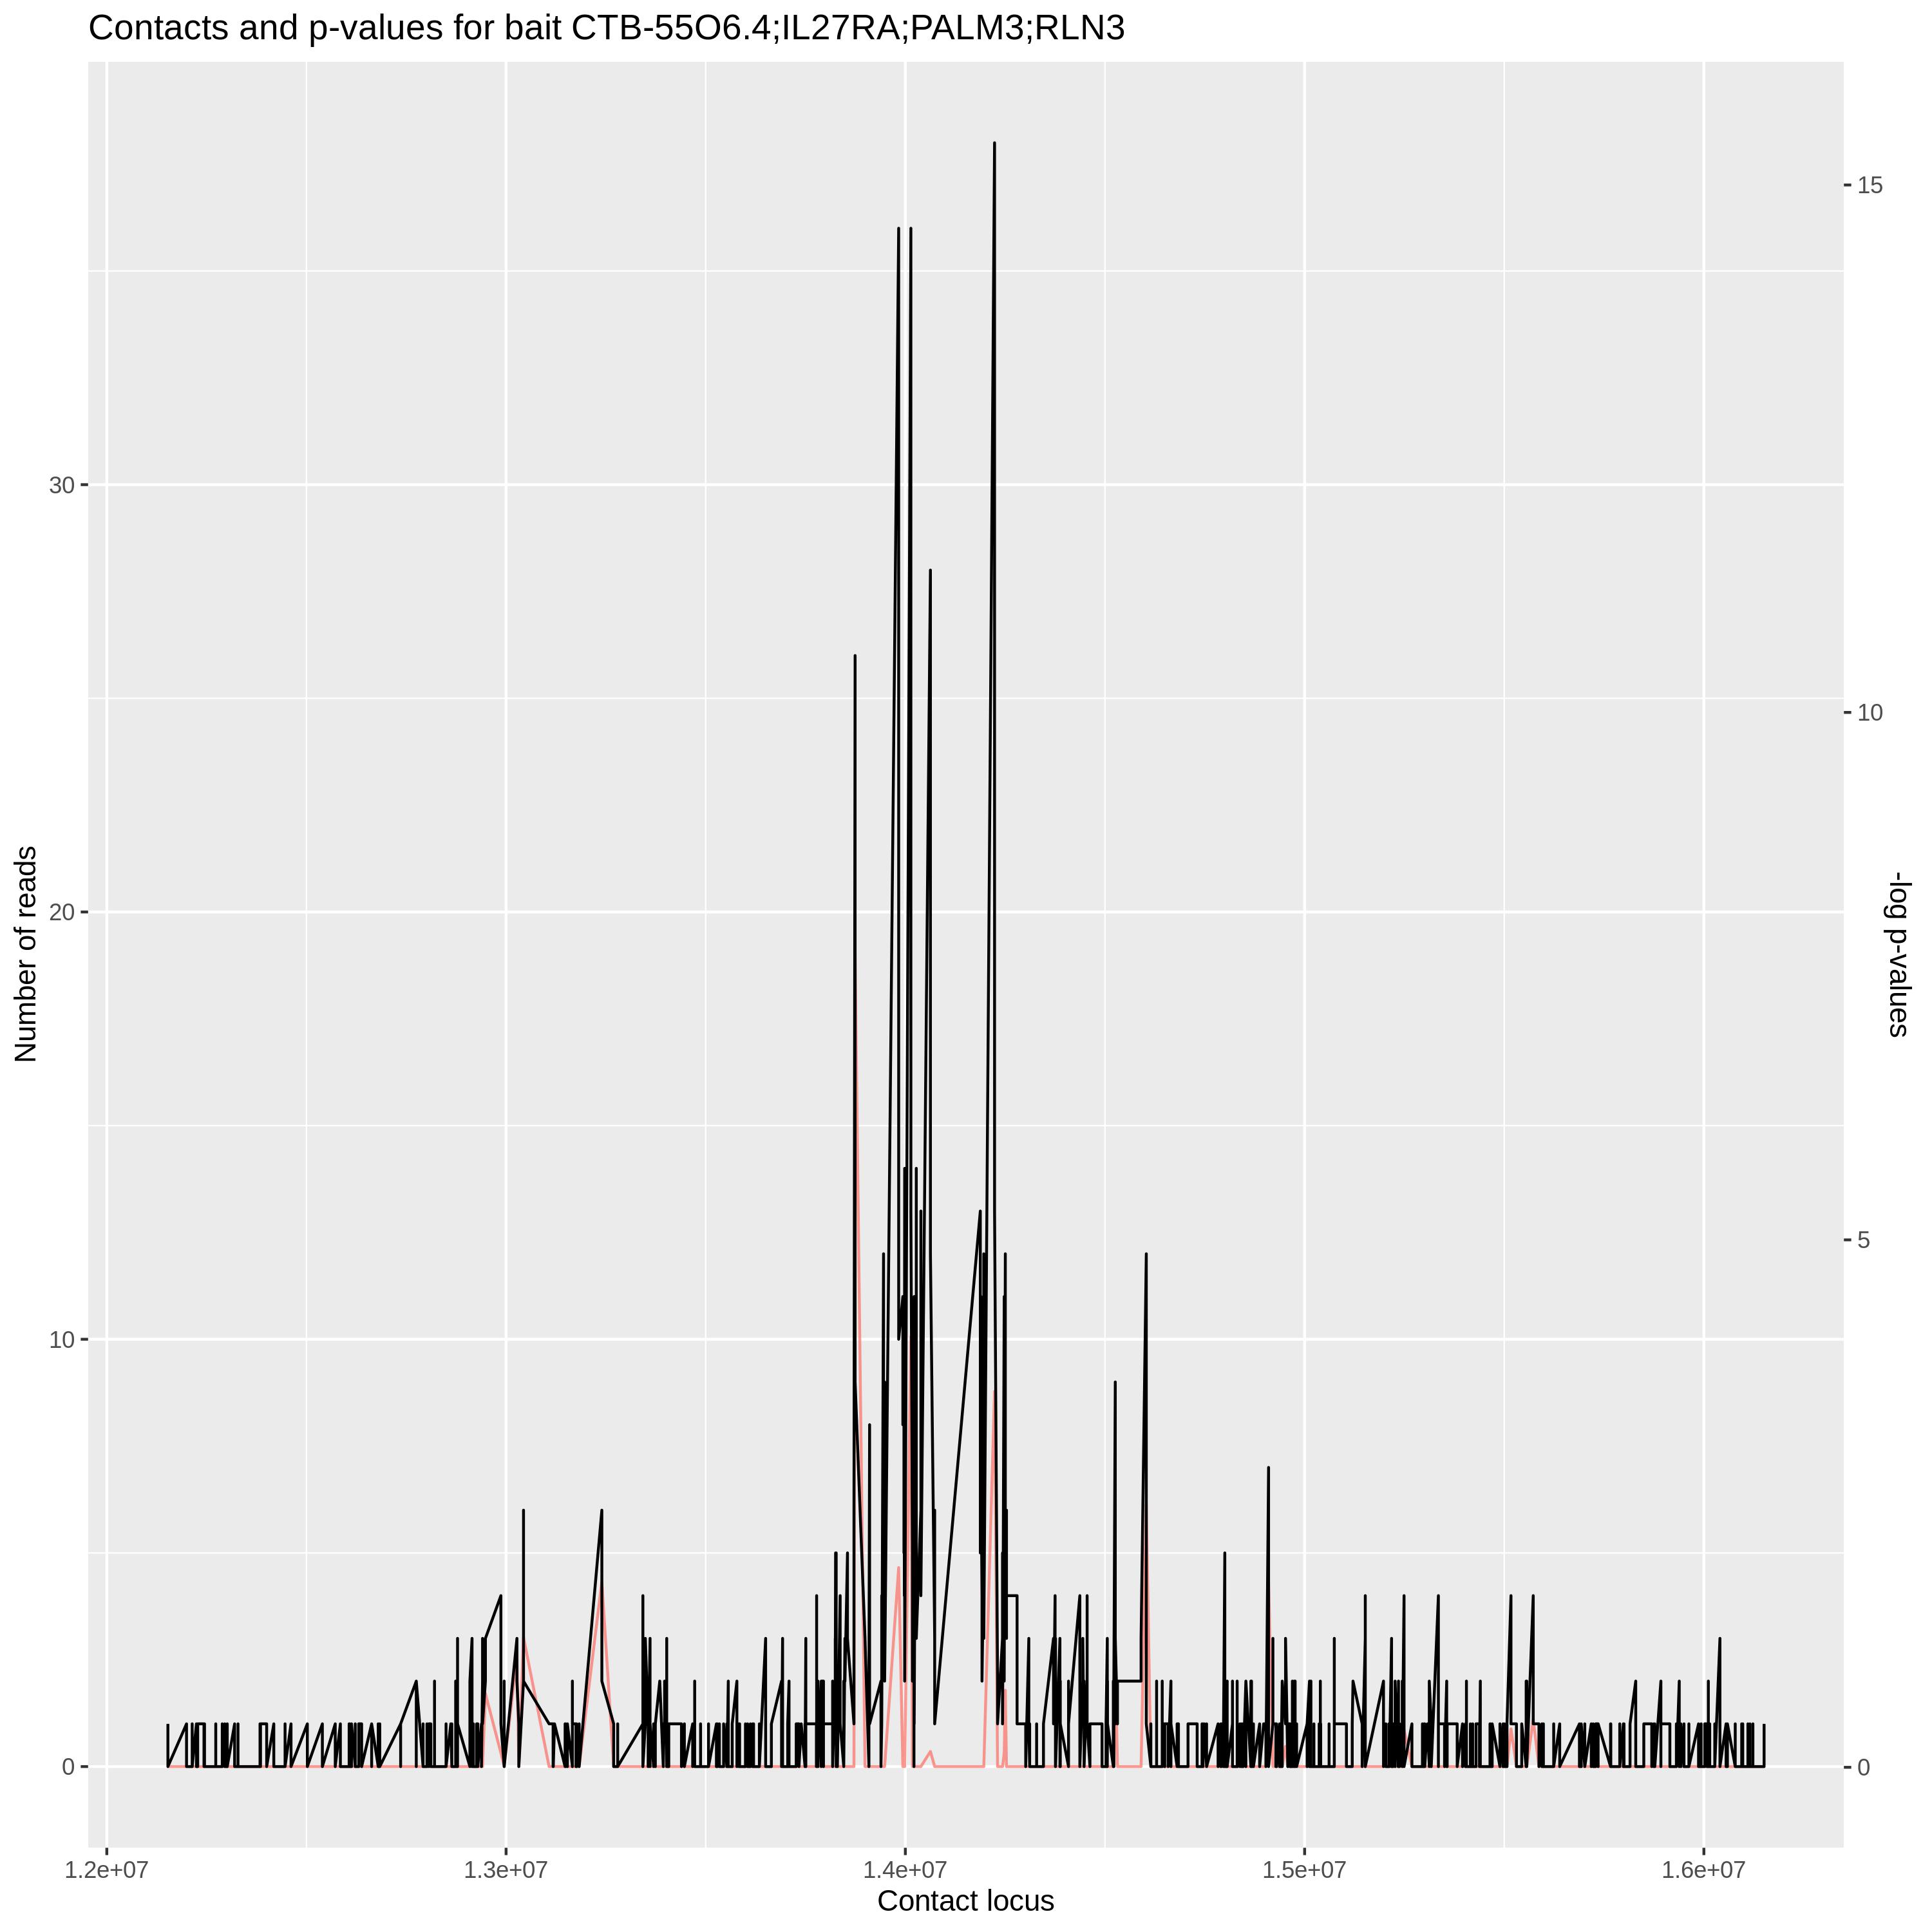 Contacts and p-values for bait CTB-55O6.4;IL27RA;PALM3;RLN3
15
30
10
20
Number of reads
-log p-values
5
10
0
0
1.2e+07
1.3e+07
1.4e+07
1.5e+07
1.6e+07
Contact locus